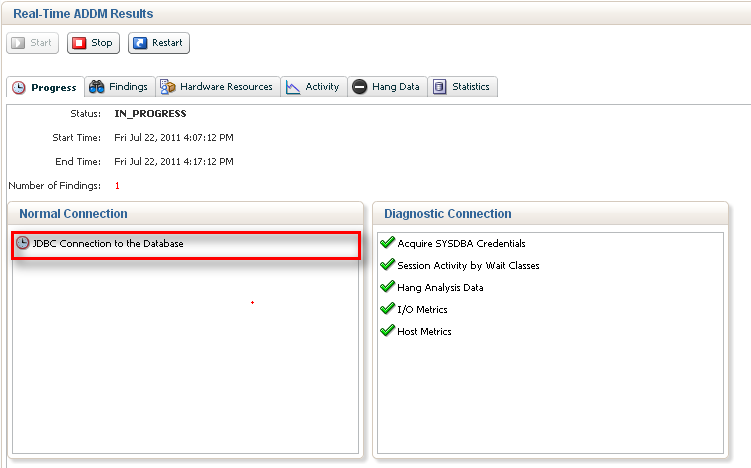 Real-Time ADDM Results
Start Stop Restart
Progress Findings Hardware Resources Activity Hang Data Statistics
Status: IN_PROGRESS
Start Time: Fri Jul 22, 2011 4:07:12 PM
End Time: Fri Jul 22, 2011 4:17:12 PM
Number of Findings: 1
Normal Connection
JDBC Connection to the Database
Diagnostic Connection
Acquire SYSDBA Credentials
Session Activity by Wait Classes
Hang Analysis Data
I/O Metrics
Host Metrics